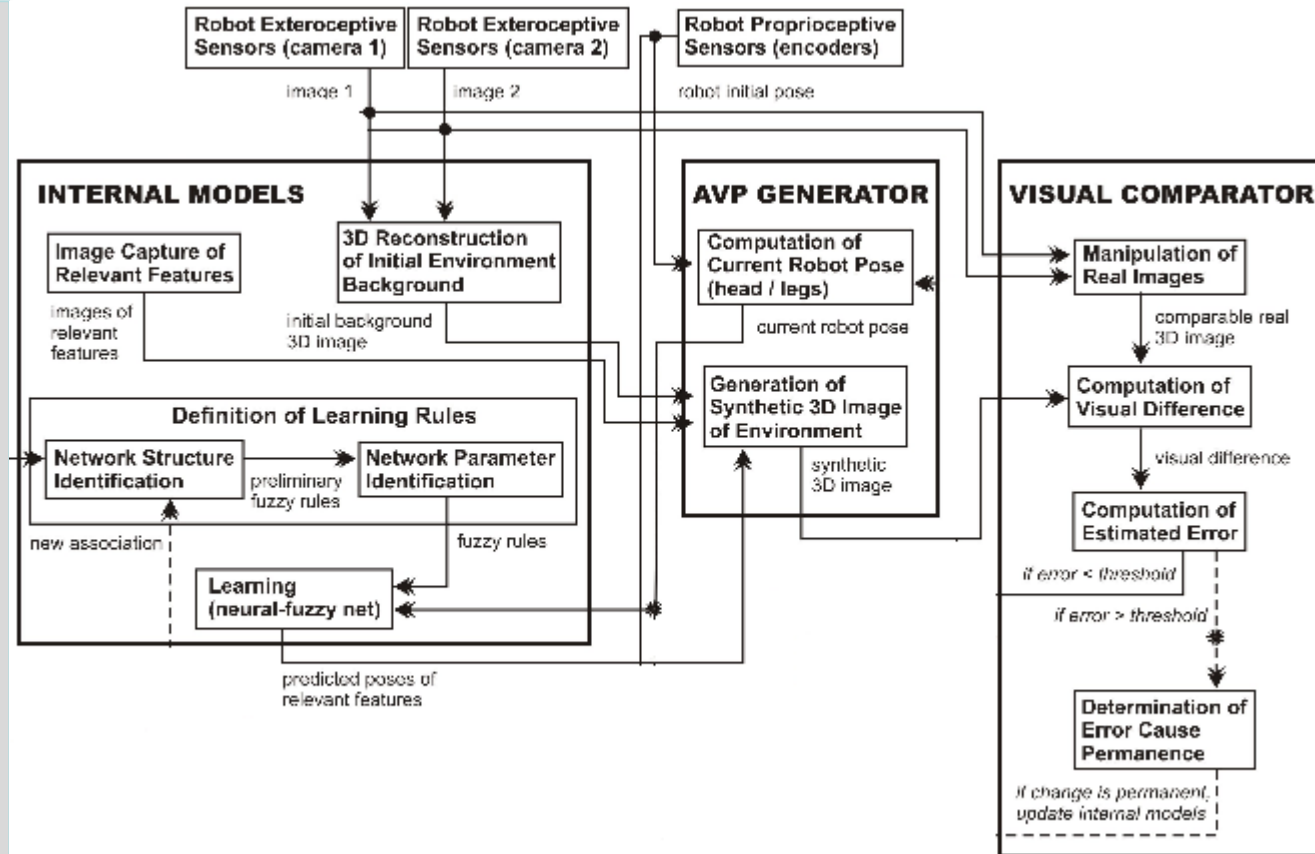 Robot Exteroceptive
Sensors (camera 1)
Robot Exteroceptive
Sensors (camera 2)
Robot Proprioceptive
Sensors (encoders)
image 1
image 2
robot initial pose
INTERNAL MODELS
Image Capture of
Relevant Features
3D Reconstruction
of Initial Environment
Background
images of
relevant
features
initial background
3D image
Definition of Learning Rules
Network Structure
Identification
preliminary
fuzzy rules
Network Parameter
Identification
new association
fuzzy rules
Learning
(neural-fuzzy net)
predicted poses of
relevant features
AVP GENERATOR
Computation of
Current Robot Pose
(head / legs)
current robot pose
Generation of
Synthetic 3D Image
of Environment
synthetic
3D image
VISUAL COMPARATOR
Manipulation of
Real Images
comparable real
3D image
Computation of
Visual Difference
visual difference
Computation of
Estimated Error
if error < threshold
if error > threshold
Determination of
Error Cause
Permanence
if change is permanent,
update internal models